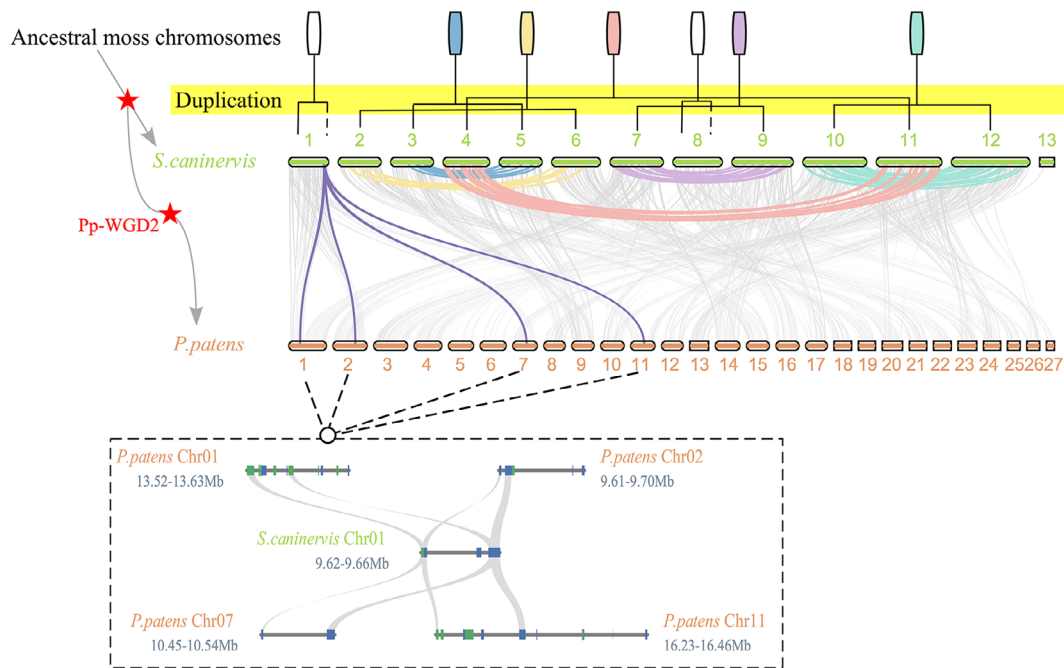 Ancestral moss chromosomes
Duplication
1 2 3 4 5 6 7 8 9 10 11 12 13
S.caninervis
Pp-WGD2
P.patens
1 2 3 4 5 6 7 8 9 10 11 12 13 14 15 16 17 18 19 20 21 22 23 24 25 26 27
P.patens Chr01
13.52-13.63Mb
P.patens Chr02
9.61-9.70Mb
S.caninervis Chr01
9.62-9.66Mb
P.patens Chr07
10.45-10.54Mb
P.patens Chr11
16.23-16.46Mb